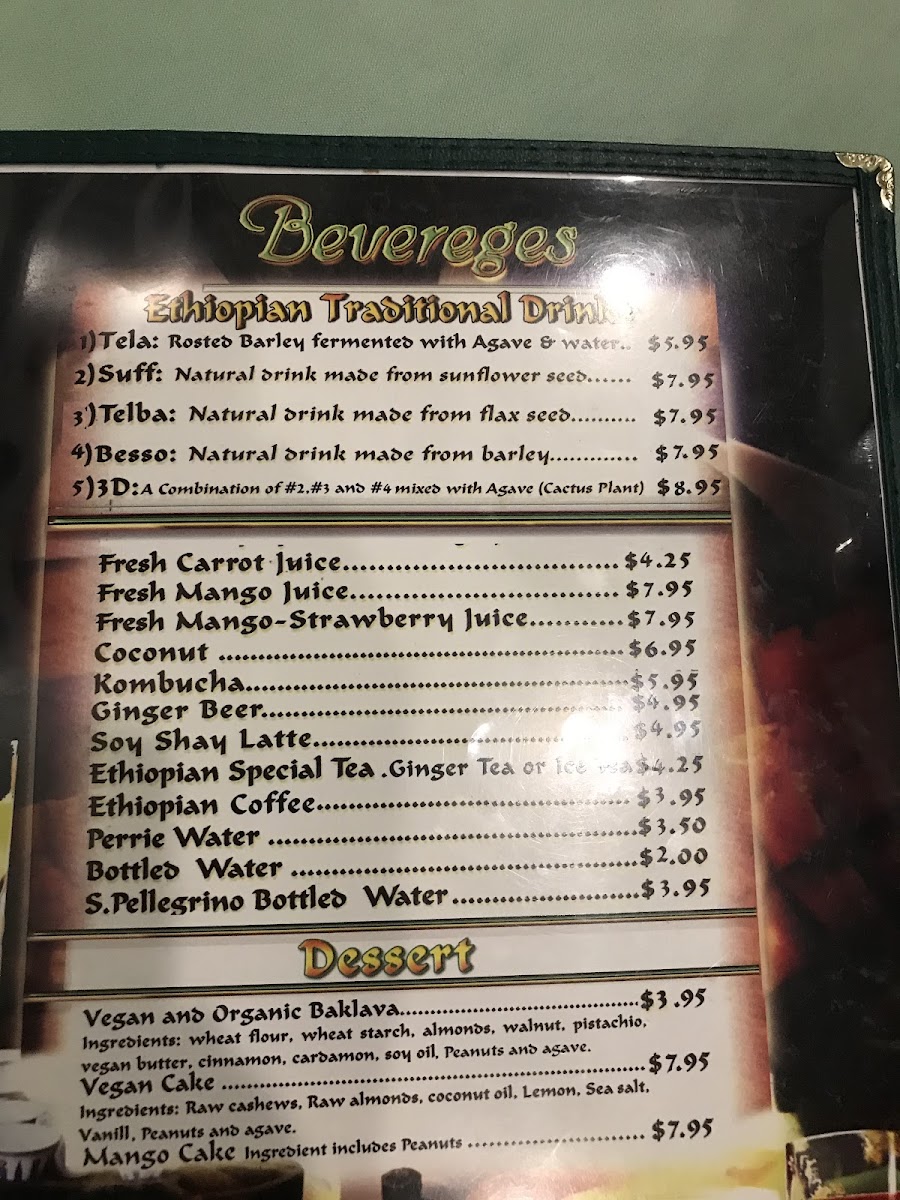 Bevereges
Ethiopian Traditional Drinks
1) Tela: Rosted Barley fermented with Agave & water.. $5.95
2) Suff: Natural drink made from sunflower seed...... $7.95
3) Telba: Natural drink made from flax seed.......... $7.95
4) Besso: Natural drink made from barley............. $7.95
5) 3D: A Combination of #2.#3 and #4 mixed with Agave (Cactus Plant) $8.95
Fresh Carrot Juice................................. $4.25
Fresh Mango Juice................................ $7.95
Fresh Mango-Strawberry Juice............ $7.95
Coconut ................................................ $6.95
Kombucha.............................................. $5.95
Ginger Beer........................................... $4.95
Soy Shay Latte..................................... $4.95
Ethiopian Special Tea .Ginger Tea or Ice Tea $4.25
Ethiopian Coffee..................................... $3.95
Perrie Water ........................................... $3.50
Bottled Water ........................................ $2.00
S.Pellegrino Bottled Water ...................... $3.95
Dessert
Vegan and Organic Baklava............................ $3.95
Ingredients: wheat flour, wheat starch, almonds, walnut, pistachio,
vegan butter, cinnamon, cardamon, soy oil, Peanuts and agave.
Vegan Cake .................................................. $7.95
Ingredients: Raw cashews, Raw almonds, coconut oil, Lemon, Sea salt,
Vanill, Peanuts and agave.
Mango Cake Ingredient includes Peanuts ......................... $7.95